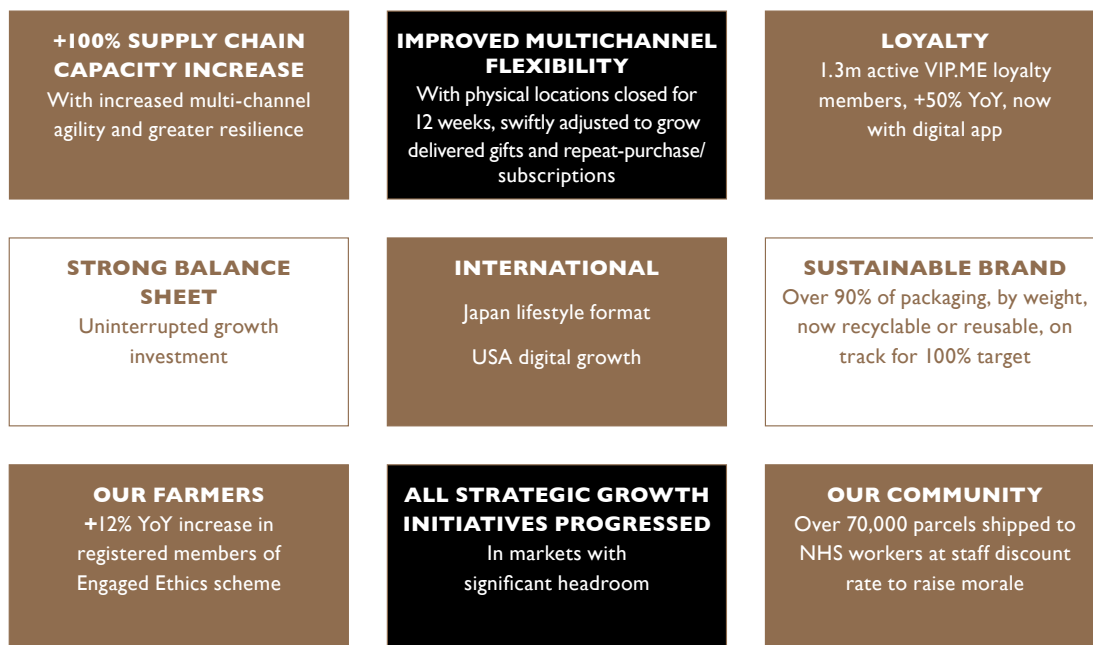 +100% SUPPLY CHAIN
CAPACITY INCREASE
With increased multi-channel
agility and greater resilience
IMPROVED MULTICHANNEL
FLEXIBILITY
With physical locations closed for
12 weeks, swiftly adjusted to grow
delivered gifts and repeat-purchase/
subscriptions
LOYALTY
1.3m active VIP.ME loyalty
members, +50% YoY, now
with digital app
STRONG BALANCE
SHEET
Uninterrupted growth
investment
INTERNATIONAL
Japan lifestyle format
USA digital growth
SUSTAINABLE BRAND
Over 90% of packaging, by weight,
now recyclable or reusable, on
track for 100% target
OUR FARMERS
+12% YoY increase in
registered members of
Engaged Ethics scheme
ALL STRATEGIC GROWTH
INITIATIVES PROGRESSED
In markets with
significant headroom
OUR COMMUNITY
Over 70,000 parcels shipped to
NHS workers at staff discount
rate to raise morale